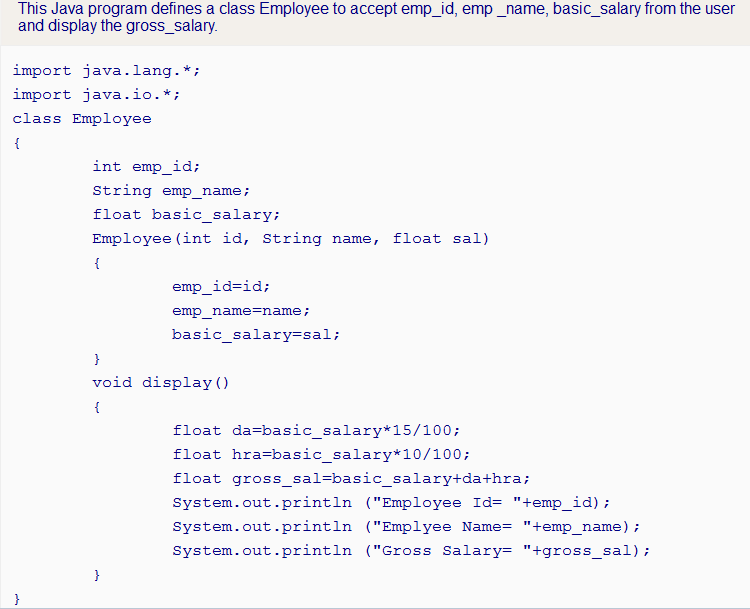 This Java program defines a class Employee to accept emp_id, emp _name, basic_salary from the user
and display the gross_salary.
import java.lang.*;
import java.io.*;
class Employee
{
        int emp_id;
        String emp_name;
        float basic_salary;
        Employee(int id, String name, float sal)
        {
                emp_id=id;
                emp_name=name;
                basic_salary=sal;
        }
        void display()
        {
                float da=basic_salary*15/100;
                float hra=basic_salary*10/100;
                float gross_sal=basic_salary+da+hra;
                System.out.println ("Employee Id= "+emp_id);
                System.out.println ("Emplyee Name= "+emp_name);
                System.out.println ("Gross Salary= "+gross_sal);
        }
}